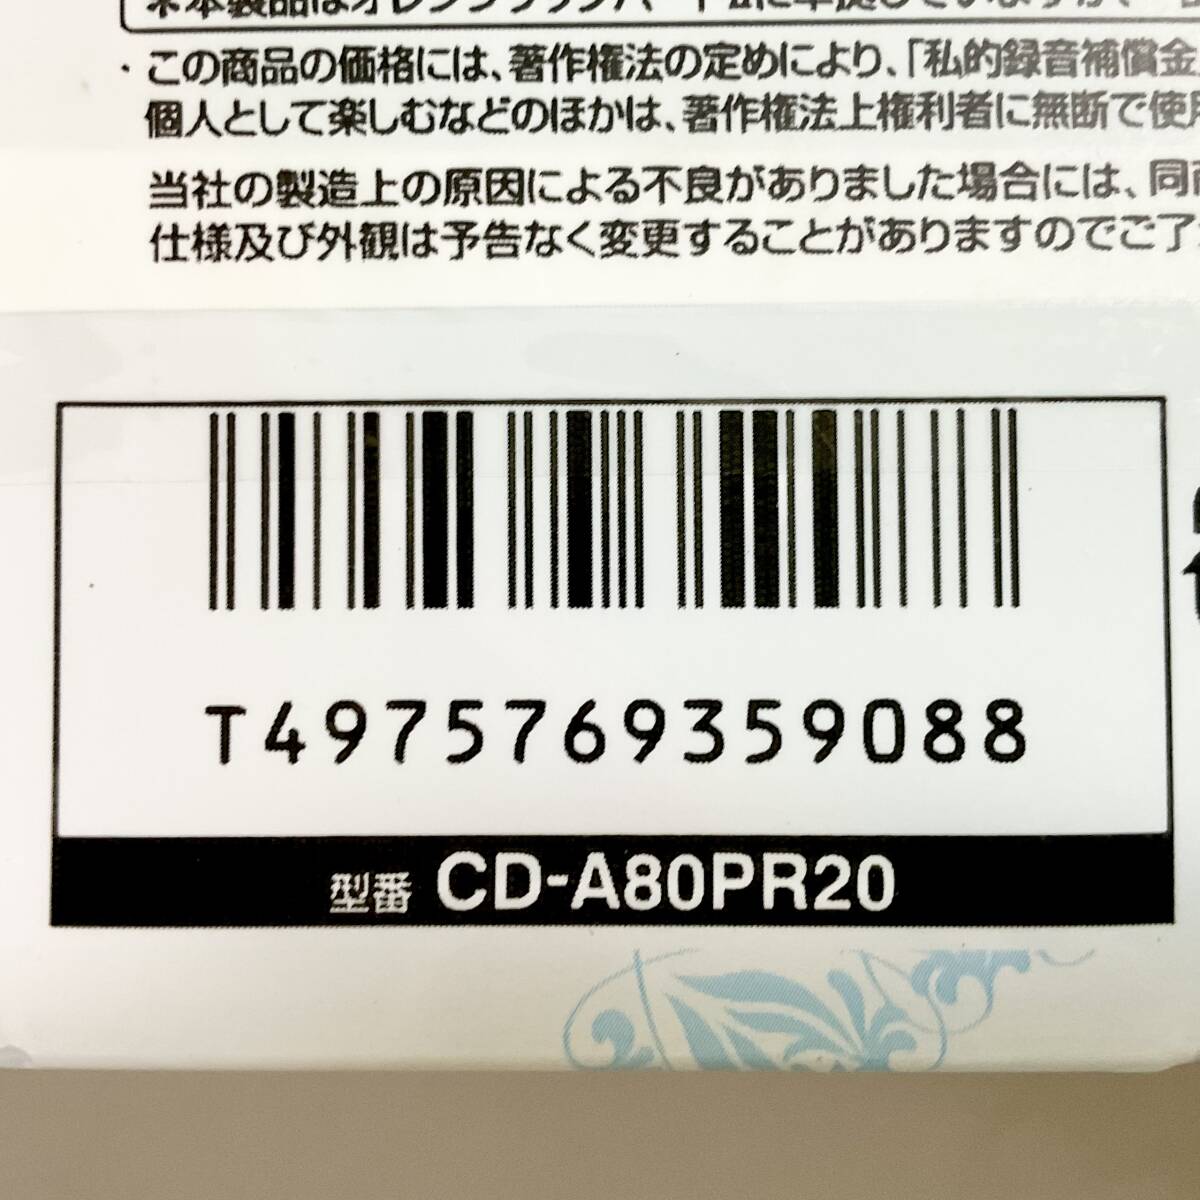 ・この商品の価格には、著作権法の定めにより、「私的録音補償金
個人として楽しむなどのほかは、著作権法上権利者に無断で使用
当社の製造上の原因による不良がありました場合には、同商
仕様及び外観は予告なく変更することがありますのでご了
T4975769359088
型番 CD-A80PR20